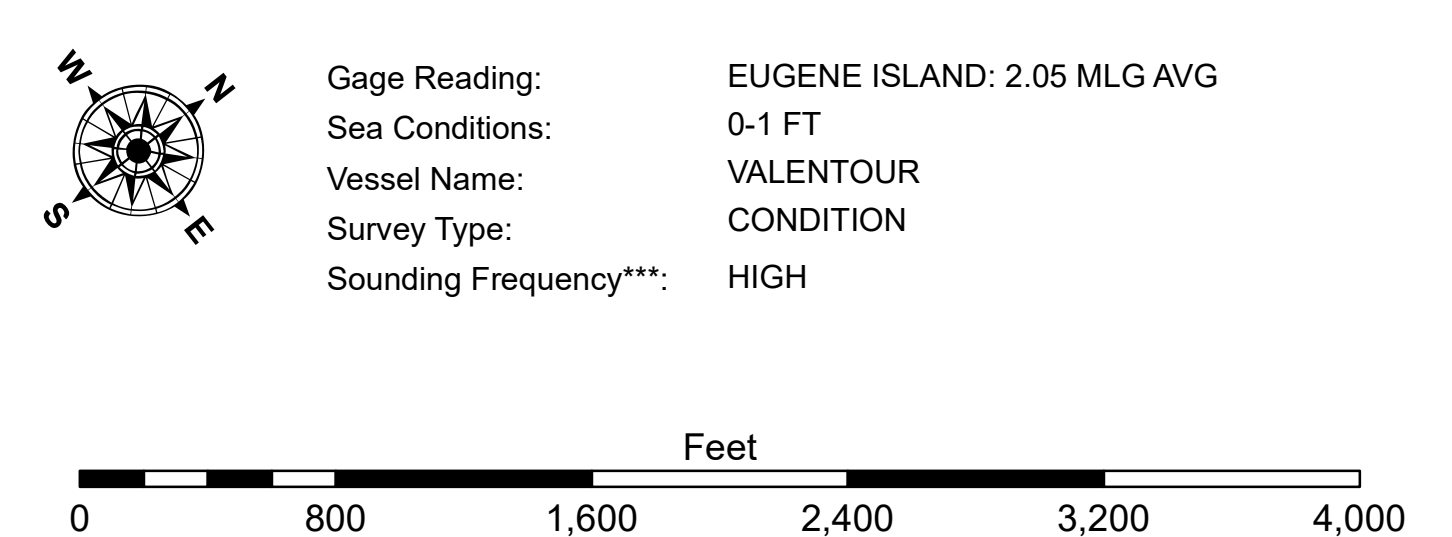 W
N
S
E
Gage Reading: EUGENE ISLAND: 2.05 MLG AVG
Sea Conditions: 0-1 FT
Vessel Name: VALENTOUR
Survey Type: CONDITION
Sounding Frequency***: HIGH
Feet
0 800 1,600 2,400 3,200 4,000